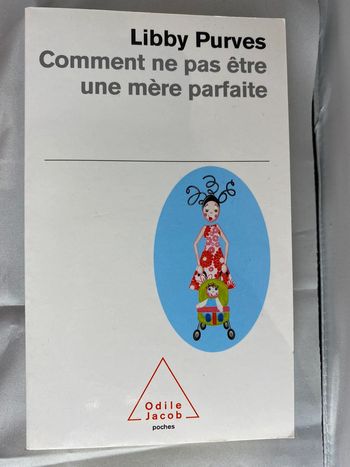 Libby Purves
Comment ne pas être
une mère parfaite
Odile
Jacob
poches